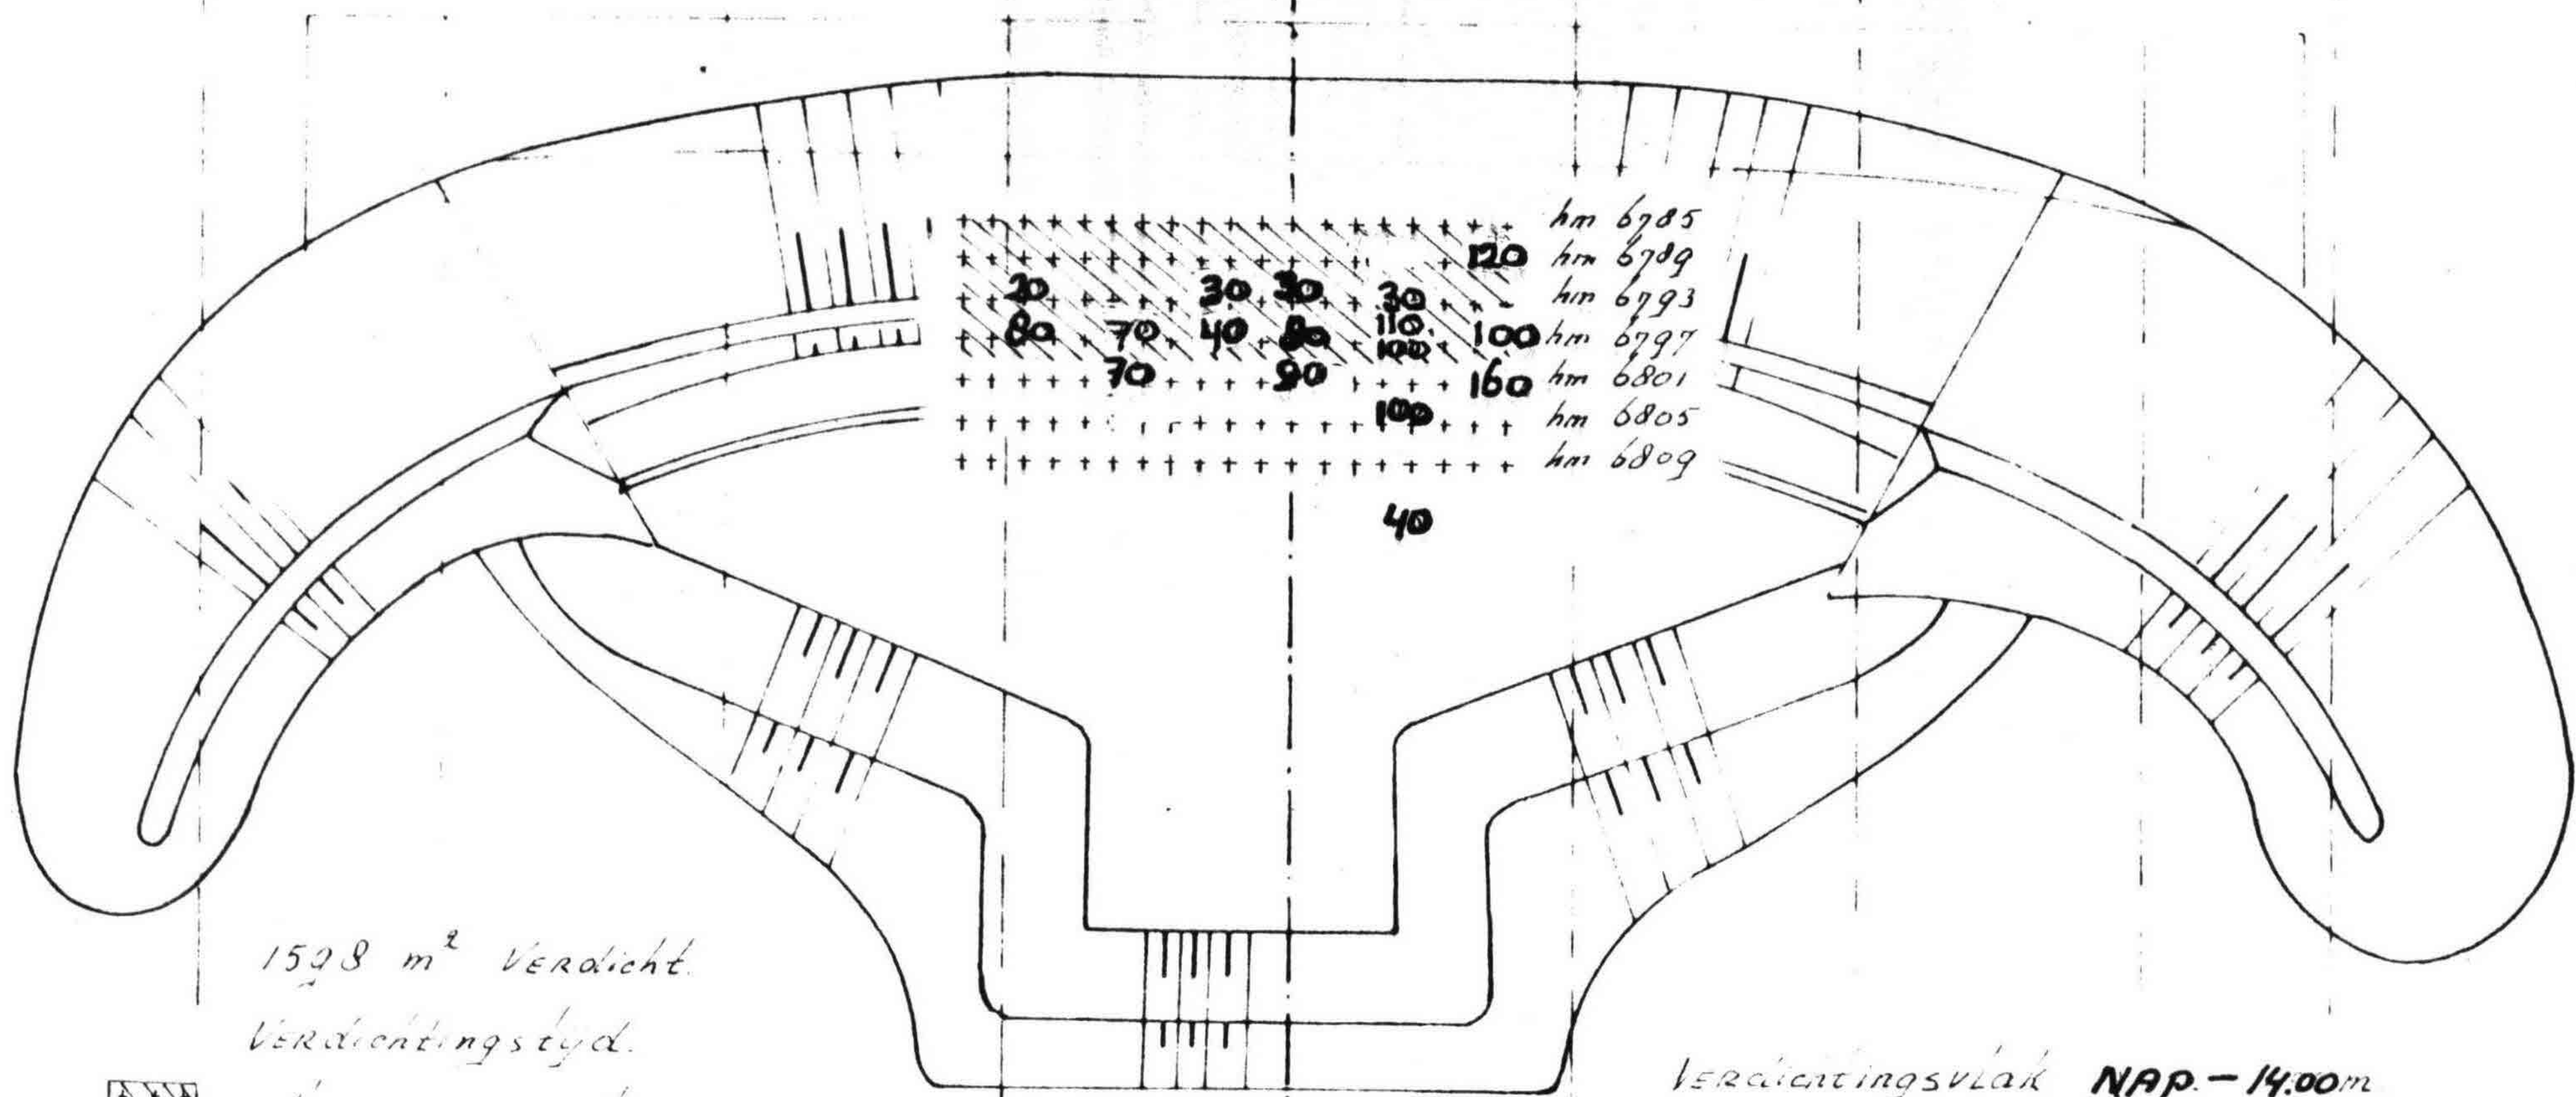 hm 6785
120 hm 6789
20 30 30 30 hm 6793
80 70 40 80 110 100 100 hm 6797
70 90 160 hm 6801
100 hm 6805
hm 6809
40
1598 m² Verdicht.
Verdichtingstyd.
Verdichtingsvlak NAP. - 14.00m